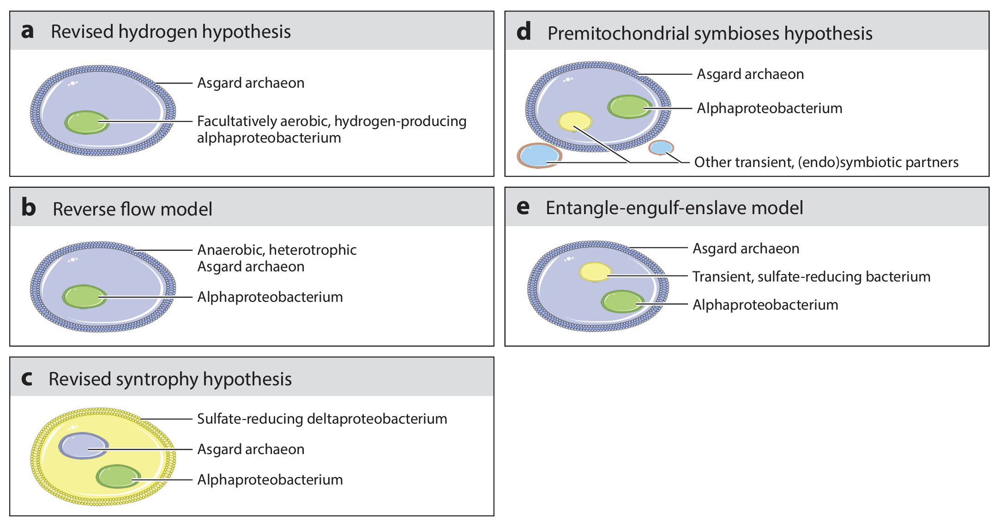 a Revised hydrogen hypothesis
Asgard archaeon
Facultatively aerobic, hydrogen-producing
alphaproteobacterium
b Reverse flow model
Anaerobic, heterotrophic
Asgard archaeon
Alphaproteobacterium
c Revised syntrophy hypothesis
Sulfate-reducing deltaproteobacterium
Asgard archaeon
Alphaproteobacterium
d Premitochondrial symbioses hypothesis
Asgard archaeon
Alphaproteobacterium
Other transient, (endo)symbiotic partners
e Entangle-engulf-enslave model
Asgard archaeon
Transient, sulfate-reducing bacterium
Alphaproteobacterium